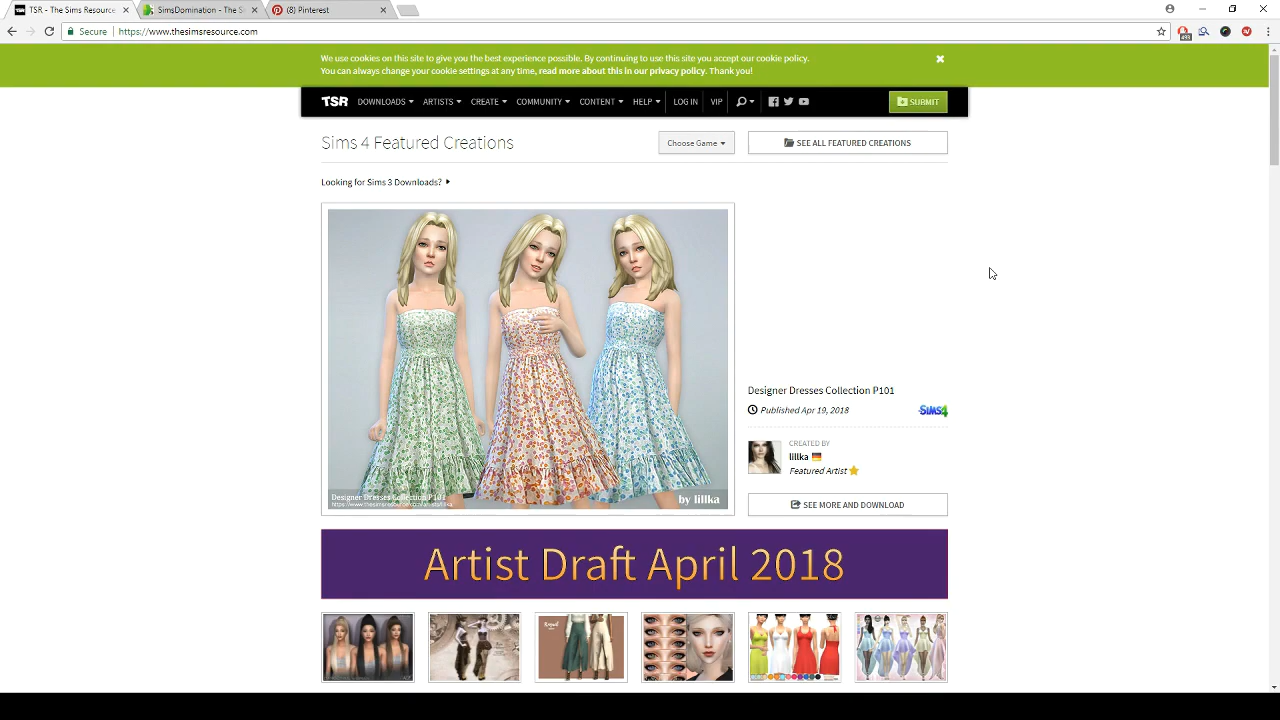 TSR - The Sims Resource
SimsDomination - The S
(8) Pinterest
Secure
https://www.thesimsresource.com
493
We use cookies on this site to give you the best experience possible. By continuing to use this site you accept our cookie policy.
You can always change your cookie settings at any time, read more about this in our privacy policy. Thank you!
TSR DOWNLOADS ARTISTS CREATE COMMUNITY CONTENT HELP LOG IN VIP SUBMIT
Sims 4 Featured Creations
Choose Game
SEE ALL FEATURED CREATIONS
Looking for Sims 3 Downloads?
Designer Dresses Collection P101
by lillka
Designer Dresses Collection P101
Published Apr 19, 2018
SIMS4
CREATED BY
lillka
Featured Artist
SEE MORE AND DOWNLOAD
Artist Draft April 2018